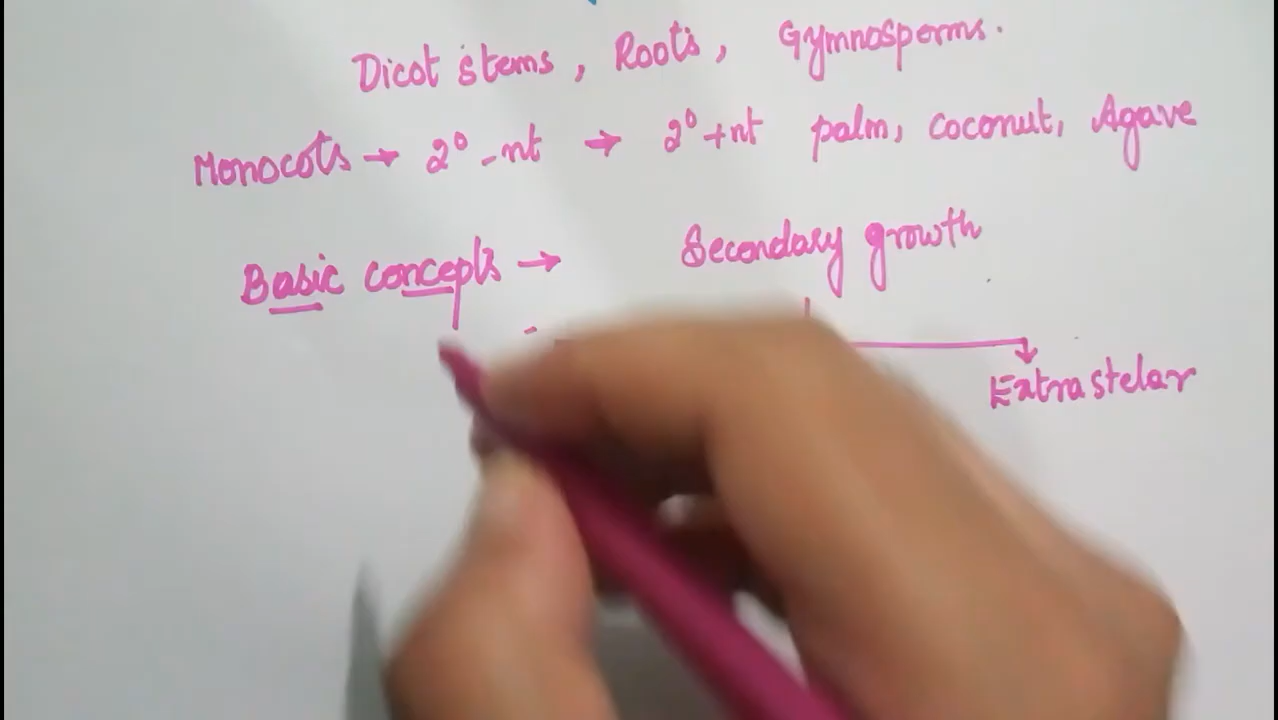 Dicot stems, Roots, Gymnosperms.
Monocots → 2° -nt → 2° +nt palm, coconut, Agave
Basic concepts → Secondary growth
Extrastelar